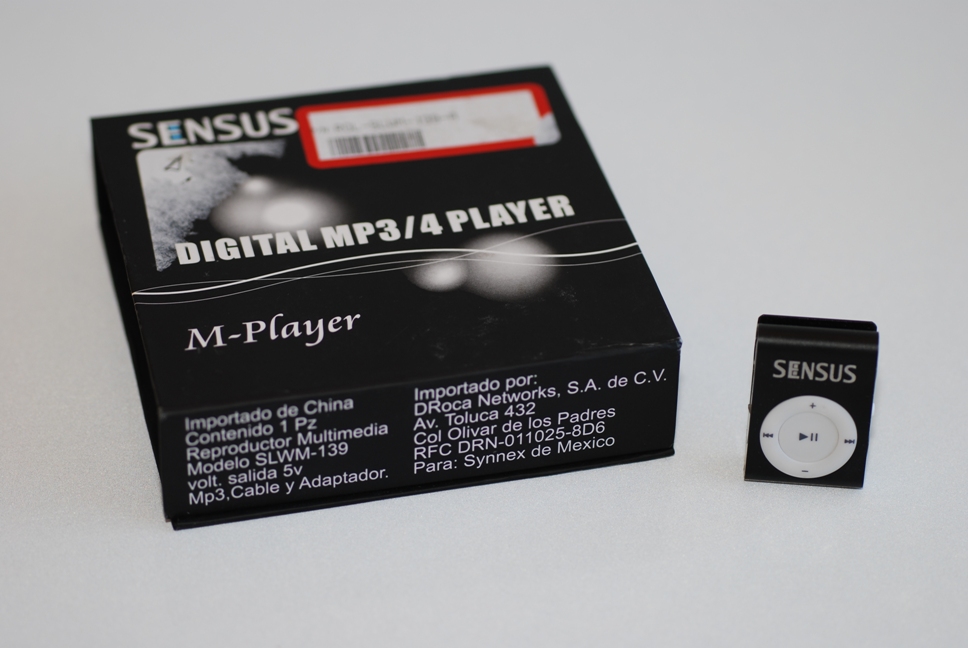 SENSUS
DIGITAL MP3/4 PLAYER
M-Player
Importado de China
Contenido 1 Pz
Reproductor Multimedia
Modelo SLWM-139
volt. salida 5v
Mp3,Cable y Adaptador.
Importado por:
DRoca Networks, S.A. de C.V.
Av. Toluca 432
Col Olivar de los Padres
RFC DRN-011025-8D6
Para: Synnex de Mexico
SENSUS